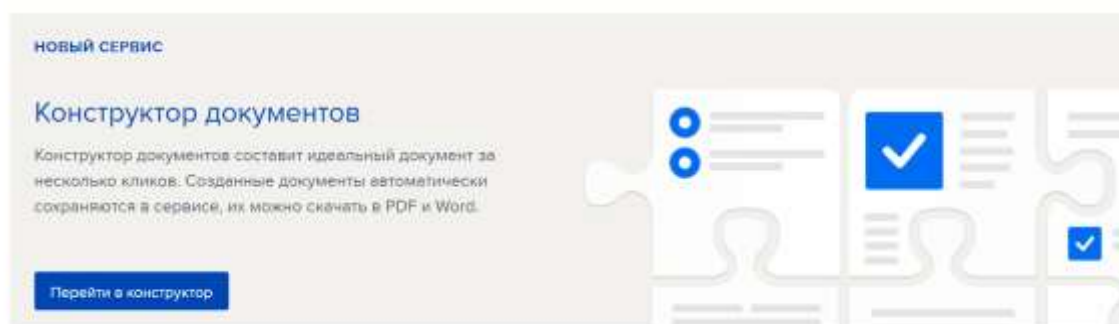 НОВЫЙ СЕРВИС
Конструктор документов
Конструктор документов составит идеальный документ за
несколько кликов. Созданные документы автоматически
сохраняются в сервисе, их можно скачать в PDF и Word.
Перейти в конструктор